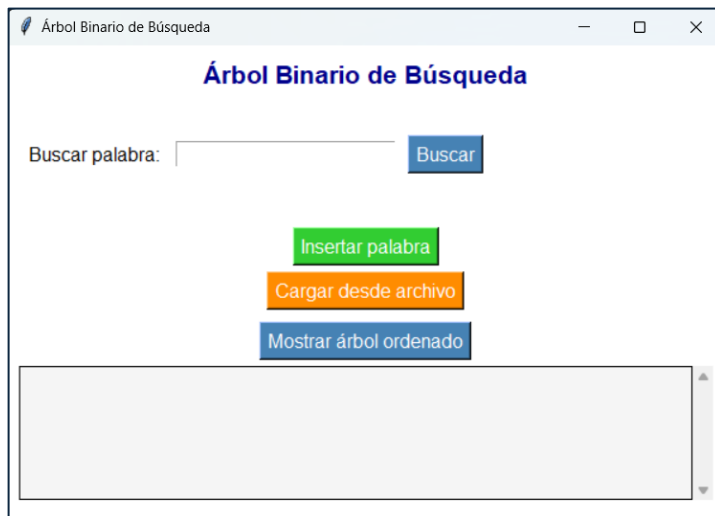 Árbol Binario de Búsqueda
Árbol Binario de Búsqueda
Buscar palabra: Buscar
Insertar palabra
Cargar desde archivo
Mostrar árbol ordenado